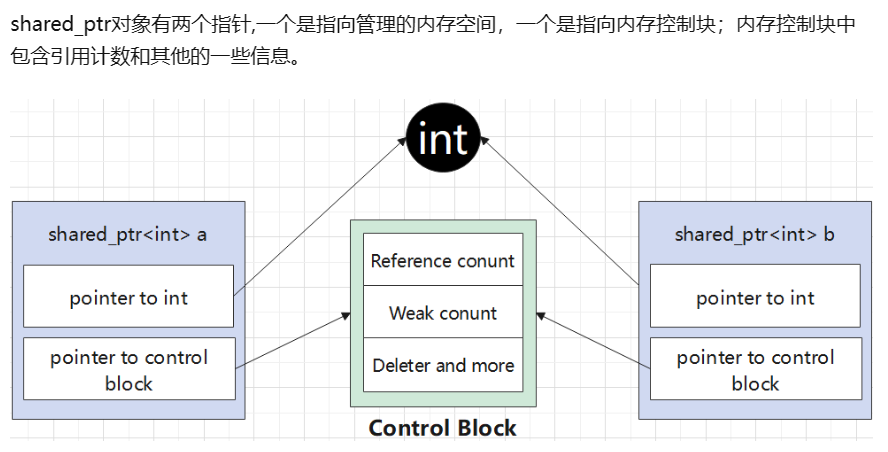 shared_ptr对象有两个指针,一个是指向管理的内存空间，一个是指向内存控制块；内存控制块中
包含引用计数和其他的一些信息。
int
shared_ptr<int> a
pointer to int
pointer to control
block
Reference conunt
Weak conunt
Deleter and more
Control Block
shared_ptr<int> b
pointer to int
pointer to control
block